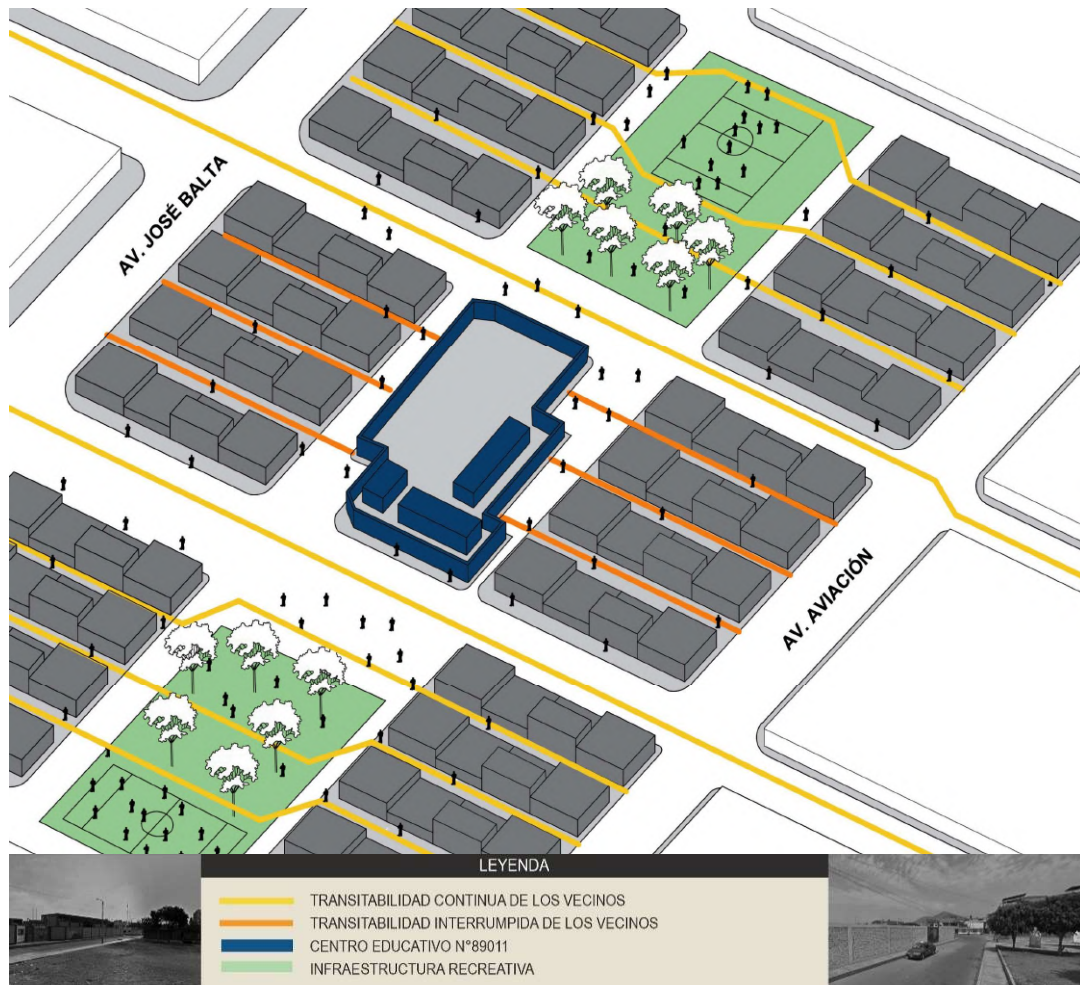 AV. JOSÉ BALTA
AV. AVIACIÓN
LEYENDA
TRANSITABILIDAD CONTINUA DE LOS VECINOS
TRANSITABILIDAD INTERRUMPIDA DE LOS VECINOS
CENTRO EDUCATIVO N°89011
INFRAESTRUCTURA RECREATIVA